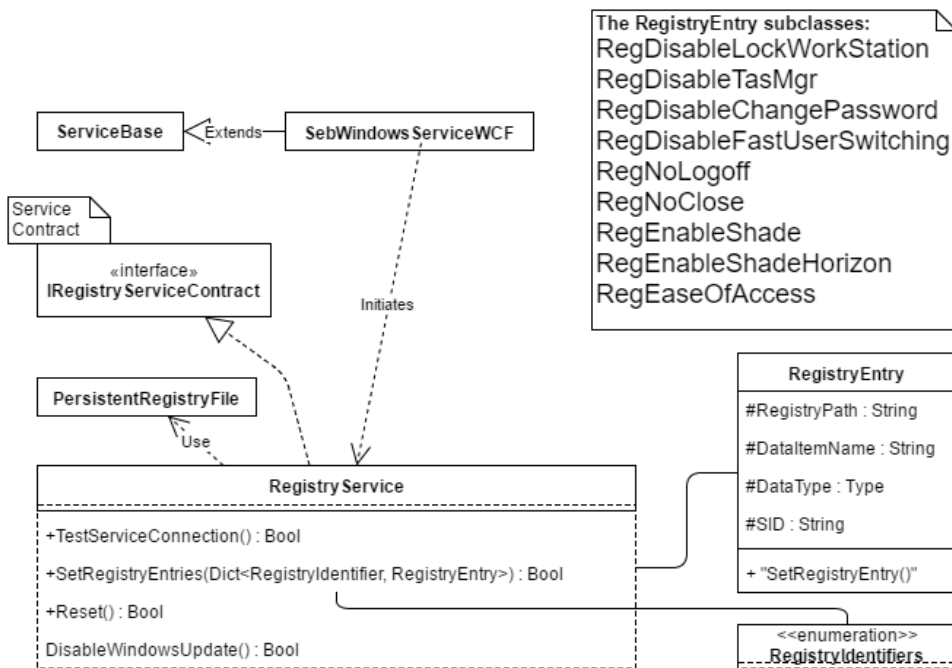 The RegistryEntry subclasses:
RegDisableLockWorkStation
RegDisableTasMgr
RegDisableChangePassword
RegDisableFastUserSwitching
RegNoLogoff
RegNoClose
RegEnableShade
RegEnableShadeHorizon
RegEaseOfAccess
ServiceBase
Extends
SebWindowsServiceWCF
Service
Contract
«interface»
IRegistryServiceContract
Initiates
PersistentRegistryFile
Use
RegistryService
+TestServiceConnection() : Bool
+SetRegistryEntries(Dict<RegistryIdentifier, RegistryEntry>) : Bool
+Reset() : Bool
DisableWindowsUpdate() : Bool
RegistryEntry
#RegistryPath : String
#DataItemName : String
#DataType : Type
#SID : String
+ "SetRegistryEntry()"
<<enumeration>>
RegistryIdentifiers